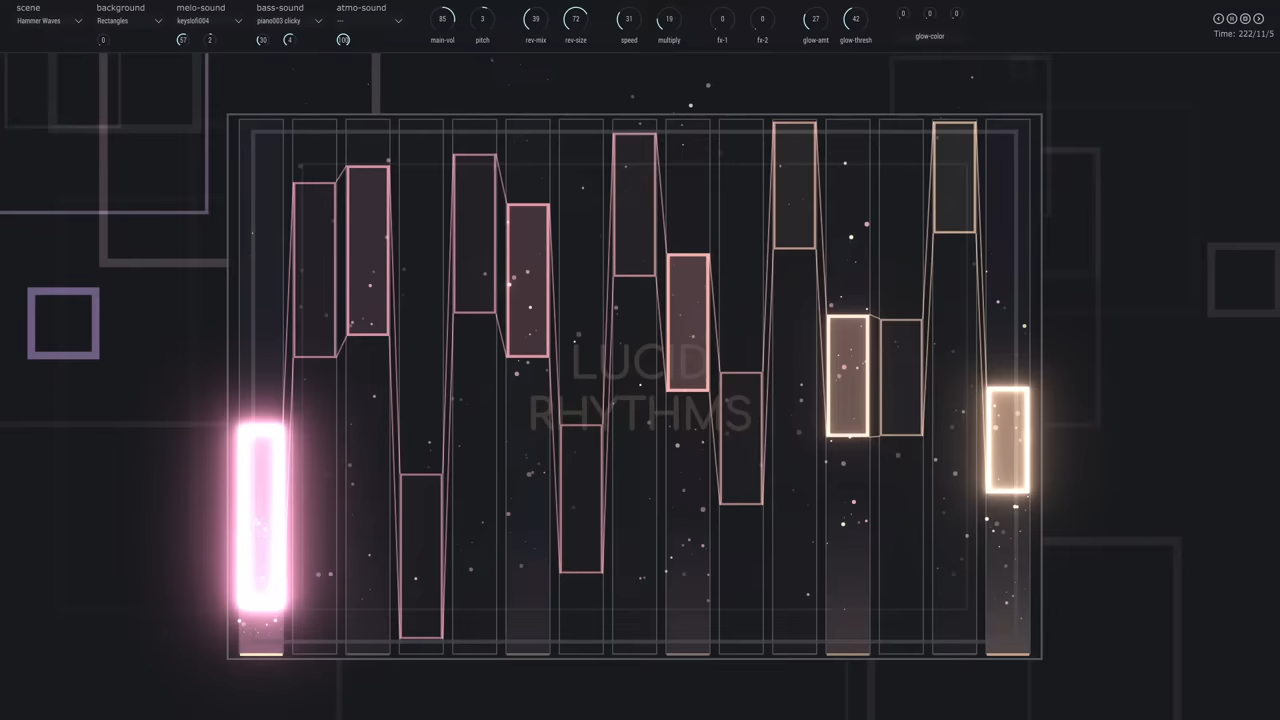 scene
background
melo-sound
bass-sound
atmo-sound
Hammer Waves
Rectangles
keyslofi004
piano003 clicky
---
0
57
2
30
4
100
85
3
39
72
31
19
0
0
27
42
0
0
0
main-vol
pitch
rev-mix
rev-size
speed
multiply
fx-1
fx-2
glow-amt
glow-thresh
glow-color
Time: 222/11/5
LUCID
RHYTHMS